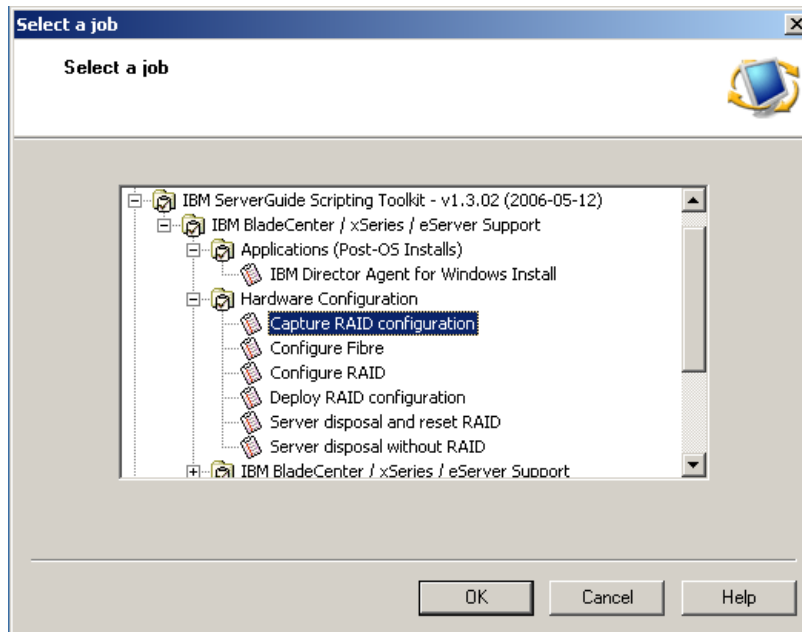 Select a job
Select a job
IBM ServerGuide Scripting Toolkit - v1.3.02 (2006-05-12)
IBM BladeCenter / xSeries / eServer Support
Applications (Post-OS Installs)
IBM Director Agent for Windows Install
Hardware Configuration
Capture RAID configuration
Configure Fibre
Configure RAID
Deploy RAID configuration
Server disposal and reset RAID
Server disposal without RAID
IBM BladeCenter / xSeries / eServer Support
OK Cancel Help